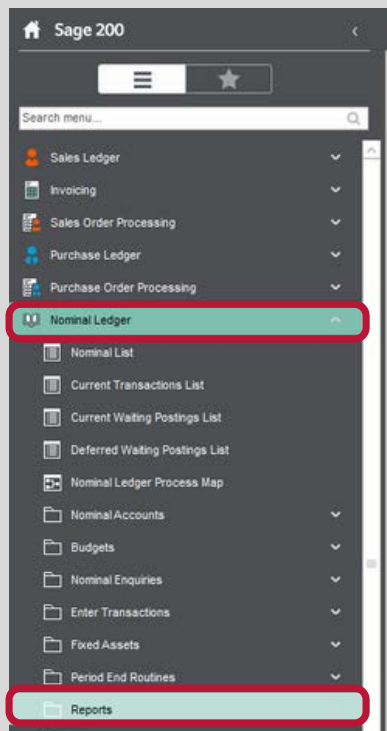 Sage 200
Search menu...
Sales Ledger
Invoicing
Sales Order Processing
Purchase Ledger
Purchase Order Processing
Nominal Ledger
Nominal List
Current Transactions List
Current Waiting Postings List
Deferred Waiting Postings List
Nominal Ledger Process Map
Nominal Accounts
Budgets
Nominal Enquiries
Enter Transactions
Fixed Assets
Period End Routines
Reports